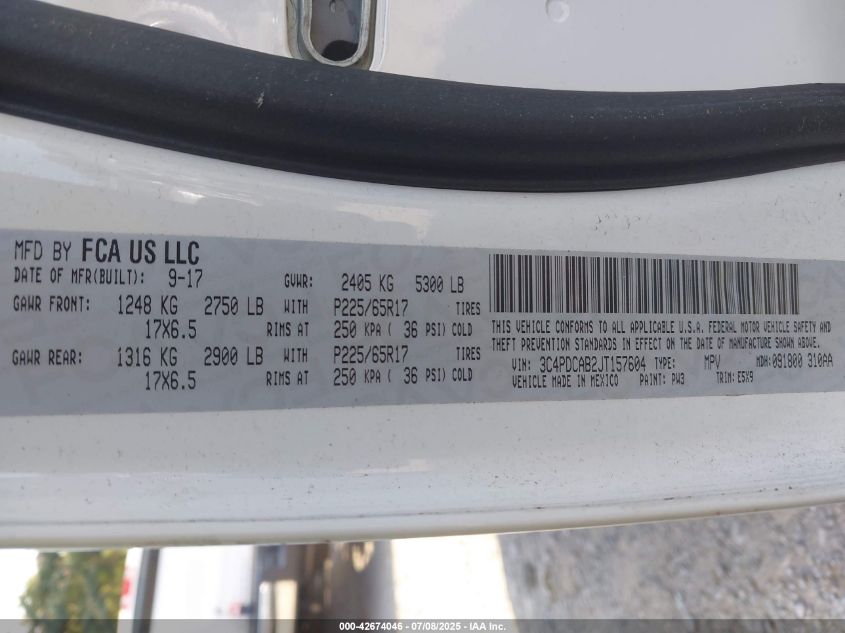 MFD BY FCA US LLC
DATE OF MFR(BUILT): 9-17 GVWR: 2405 KG 5300 LB
GAWR FRONT: 1248 KG 2750 LB WITH P225/65R17 TIRES
17X6.5 RIMS AT 250 KPA ( 36 PSI) COLD
GAWR REAR: 1316 KG 2900 LB WITH P225/65R17 TIRES
17X6.5 RIMS AT 250 KPA ( 36 PSI) COLD
THIS VEHICLE CONFORMS TO ALL APPLICABLE U.S.A. FEDERAL MOTOR VEHICLE SAFETY AND
THEFT PREVENTION STANDARDS IN EFFECT ON THE DATE OF MANUFACTURE SHOWN ABOVE.
VIN: 3C4PDCAB2JT157604 TYPE: MPV MDH: 091800 310AA
VEHICLE MADE IN MEXICO PAINT: PW3 TRIM: E5X9
000-42674046 - 07/08/2025 - IAA Inc.